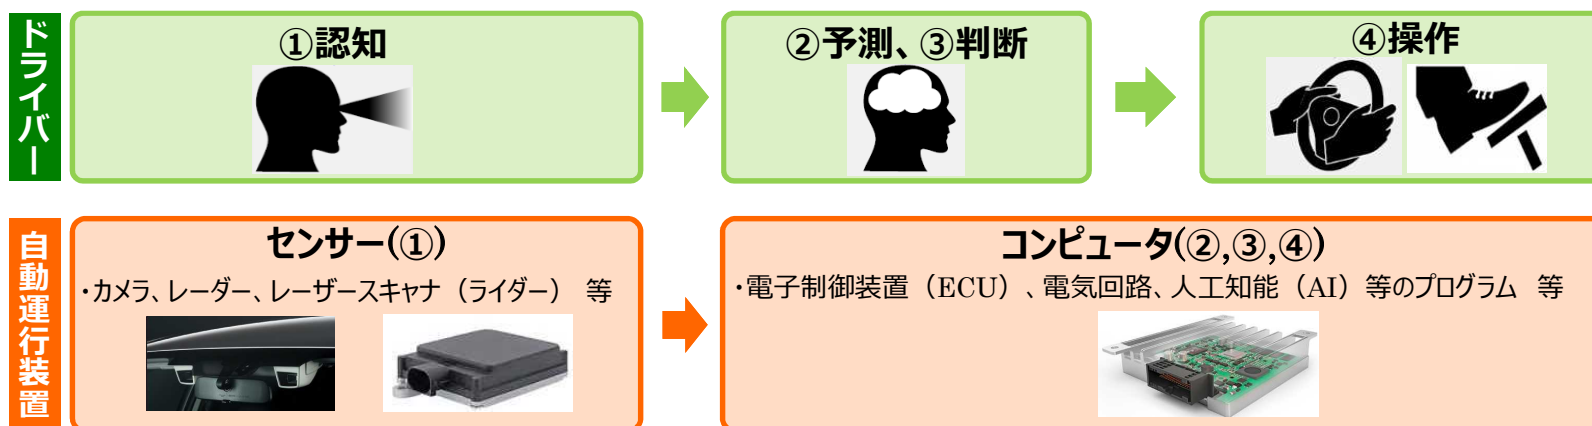 ドライバー
①認知
②予測、③判断
④操作
自動運行装置
センサー(①)
・カメラ、レーダー、レーザースキャナ（ライダー） 等
コンピュータ(②,③,④)
・電子制御装置（ECU）、電気回路、人工知能（AI）等のプログラム 等